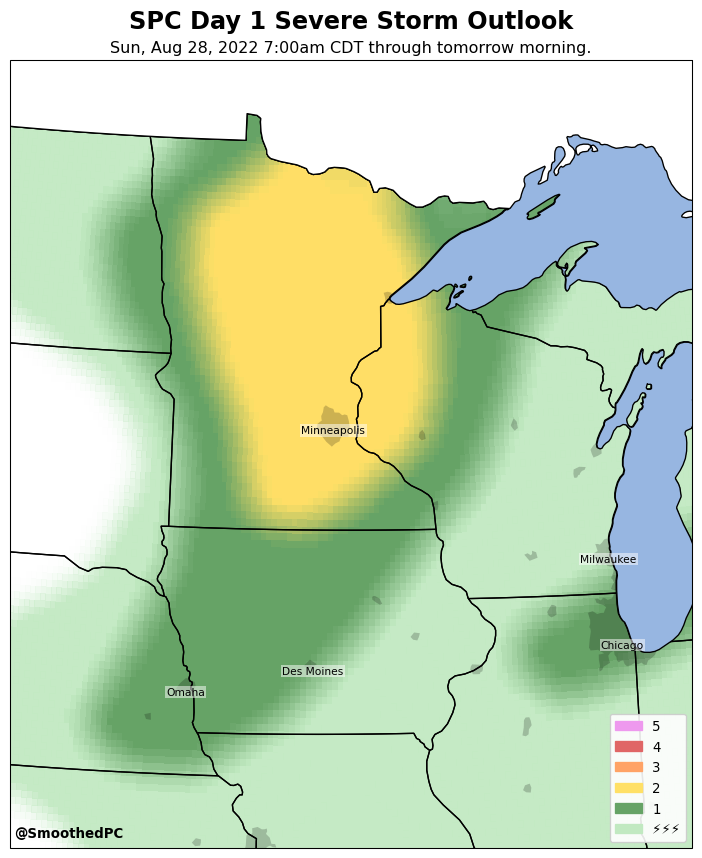 SPC Day 1 Severe Storm Outlook
Sun, Aug 28, 2022 7:00am CDT through tomorrow morning.
Minneapolis
Milwaukee
Chicago
Des Moines
Omaha
5
4
3
2
1
⚡⚡⚡
@SmoothedPC